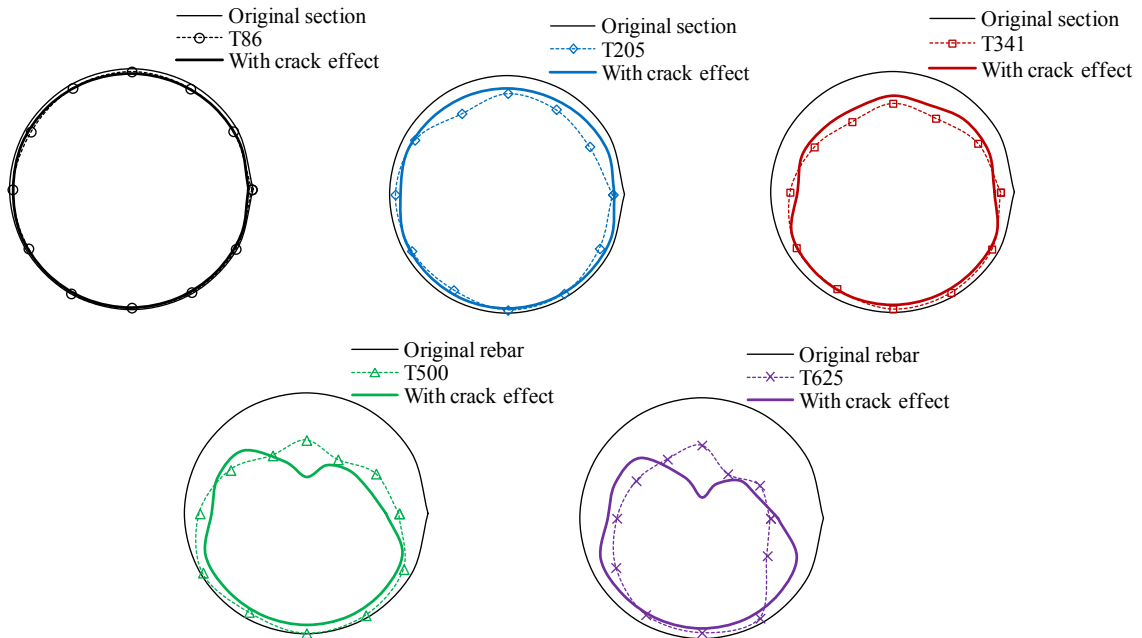 Original section
T86
With crack effect
Original section
T205
With crack effect
Original section
T341
With crack effect
Original rebar
T500
With crack effect
Original rebar
T625
With crack effect